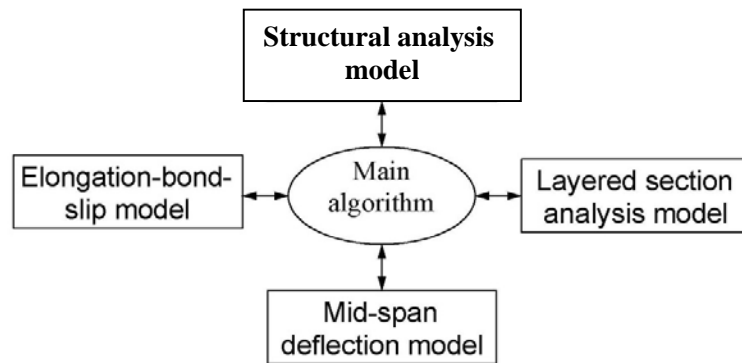 Structural analysis
model
Elongation-bond-
slip model
Main
algorithm
Layered section
analysis model
Mid-span
deflection model